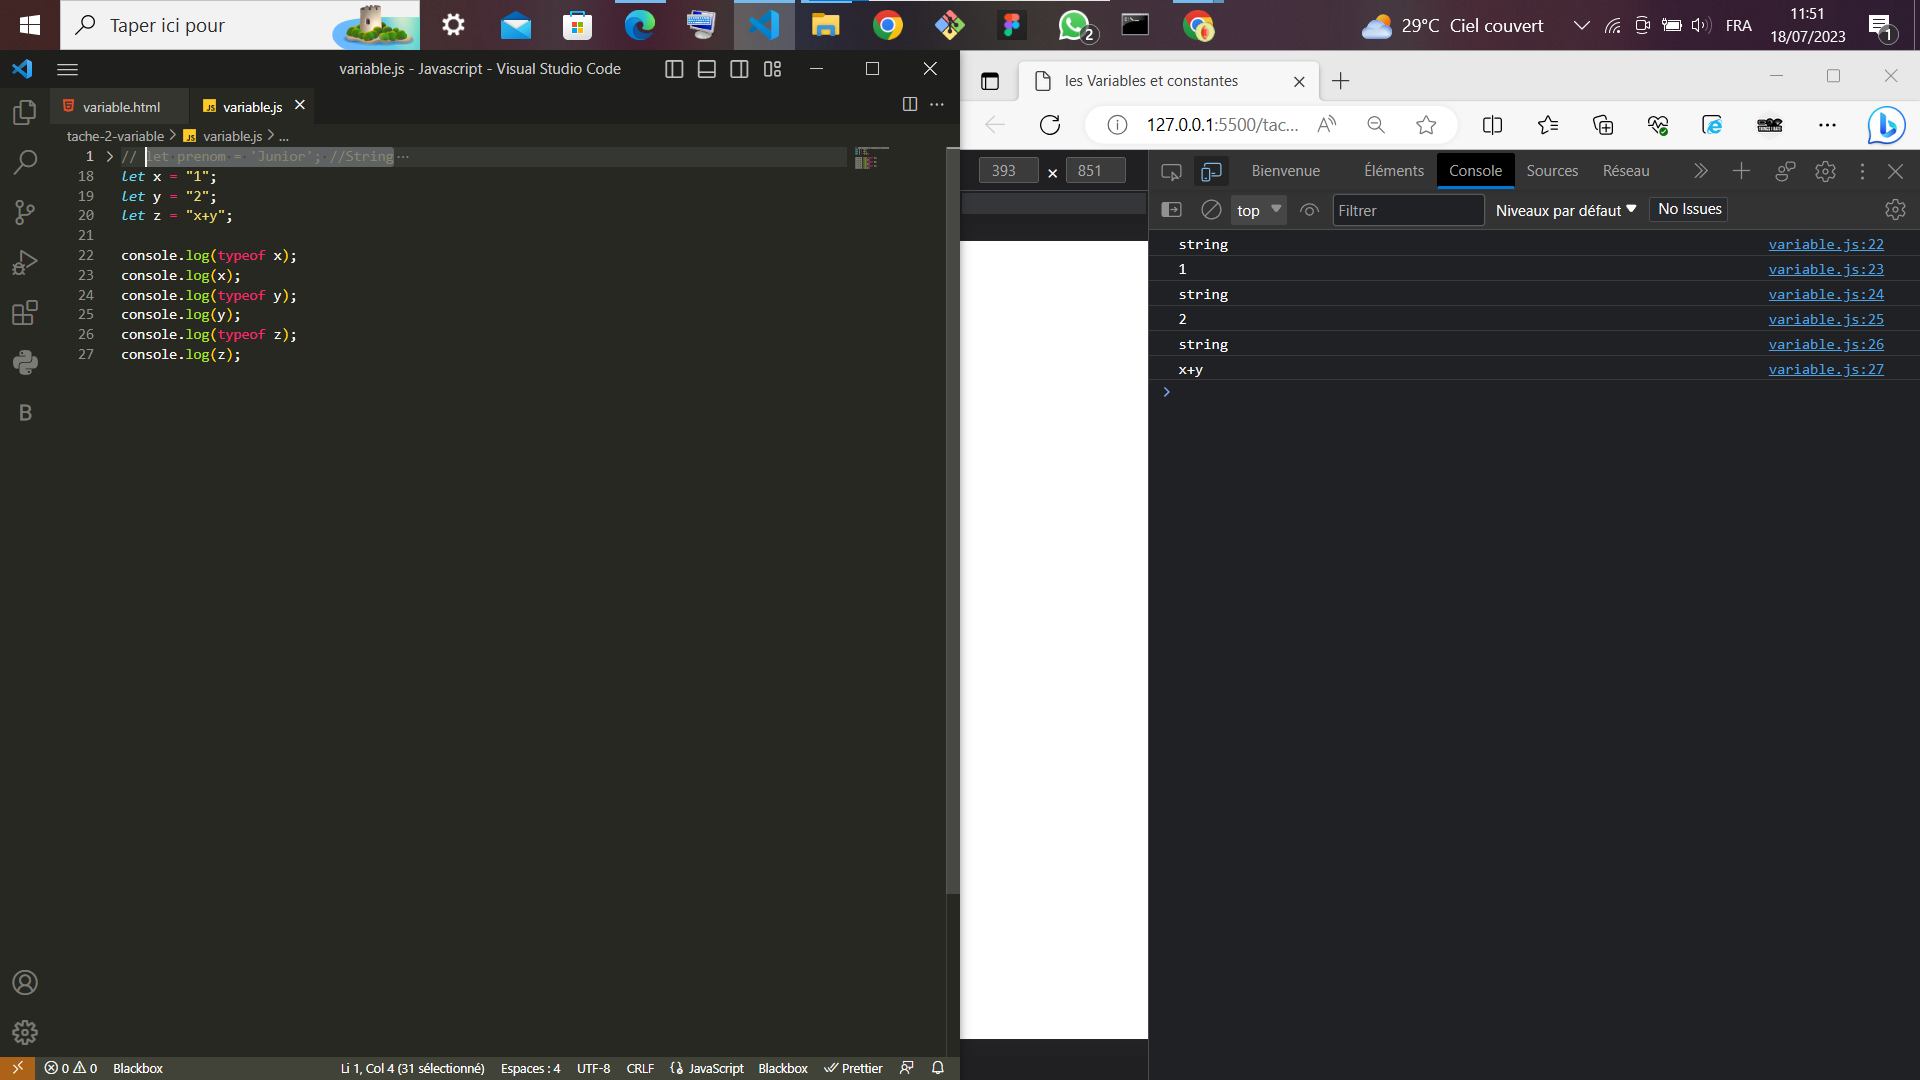 Taper ici pour
2
29°C Ciel couvert
FRA
11:51
18/07/2023
1
variable.js - Javascript - Visual Studio Code
variable.html
JS variable.js
tache-2-variable > JS variable.js > ...
1 // let prenom = 'Junior'; //String ...
18 let x = "1";
19 let y = "2";
20 let z = "x+y";
21
22 console.log(typeof x);
23 console.log(x);
24 console.log(typeof y);
25 console.log(y);
26 console.log(typeof z);
27 console.log(z);
B
0 0 Blackbox Li 1, Col 4 (31 sélectionné) Espaces : 4 UTF-8 CRLF JavaScript Blackbox Prettier
les Variables et constantes
127.0.0.1:5500/tac...
393 × 851
Bienvenue Éléments Console Sources Réseau
top Filtrer Niveaux par défaut No Issues
string variable.js:22
1 variable.js:23
string variable.js:24
2 variable.js:25
string variable.js:26
x+y variable.js:27